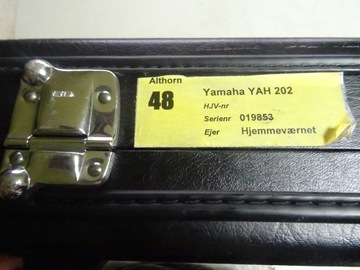 Althorn
48
Yamaha YAH 202
HJV-nr
Serienr 019853
Ejer Hjemmeværnet